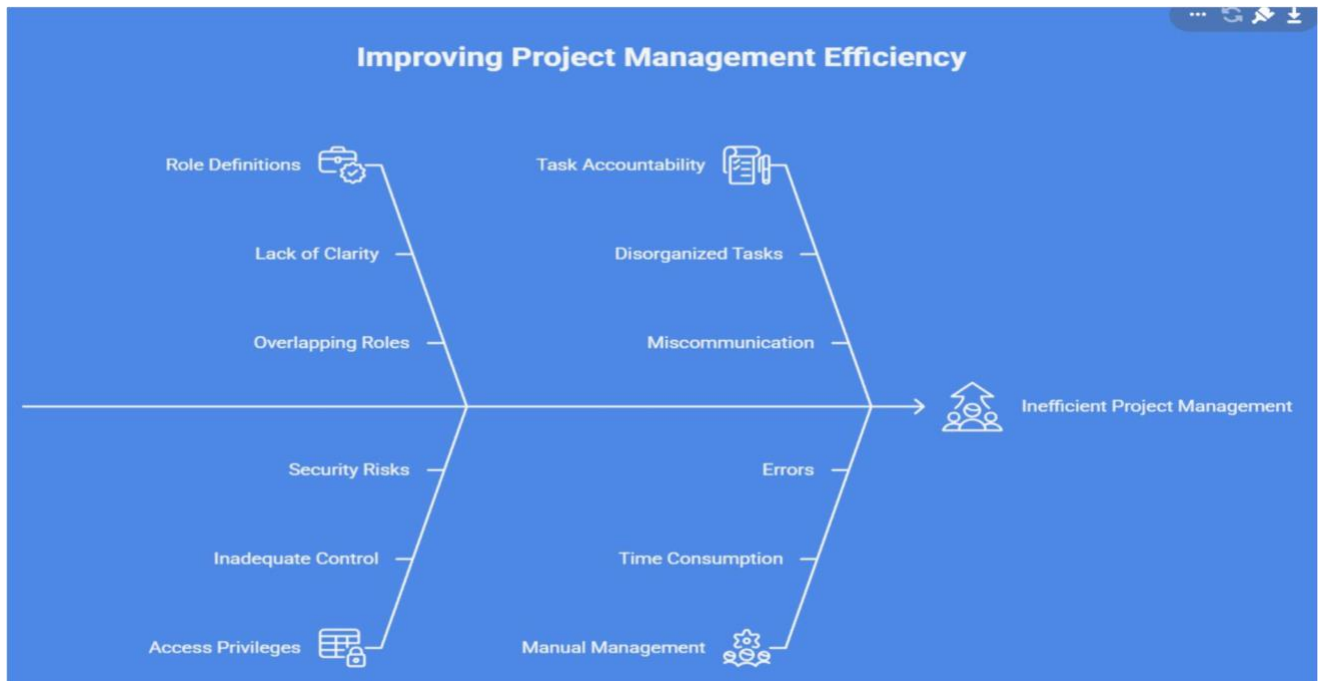 Improving Project Management Efficiency
Role Definitions
Task Accountability
Lack of Clarity
Disorganized Tasks
Overlapping Roles
Miscommunication
Inefficient Project Management
Security Risks
Errors
Inadequate Control
Time Consumption
Access Privileges
Manual Management